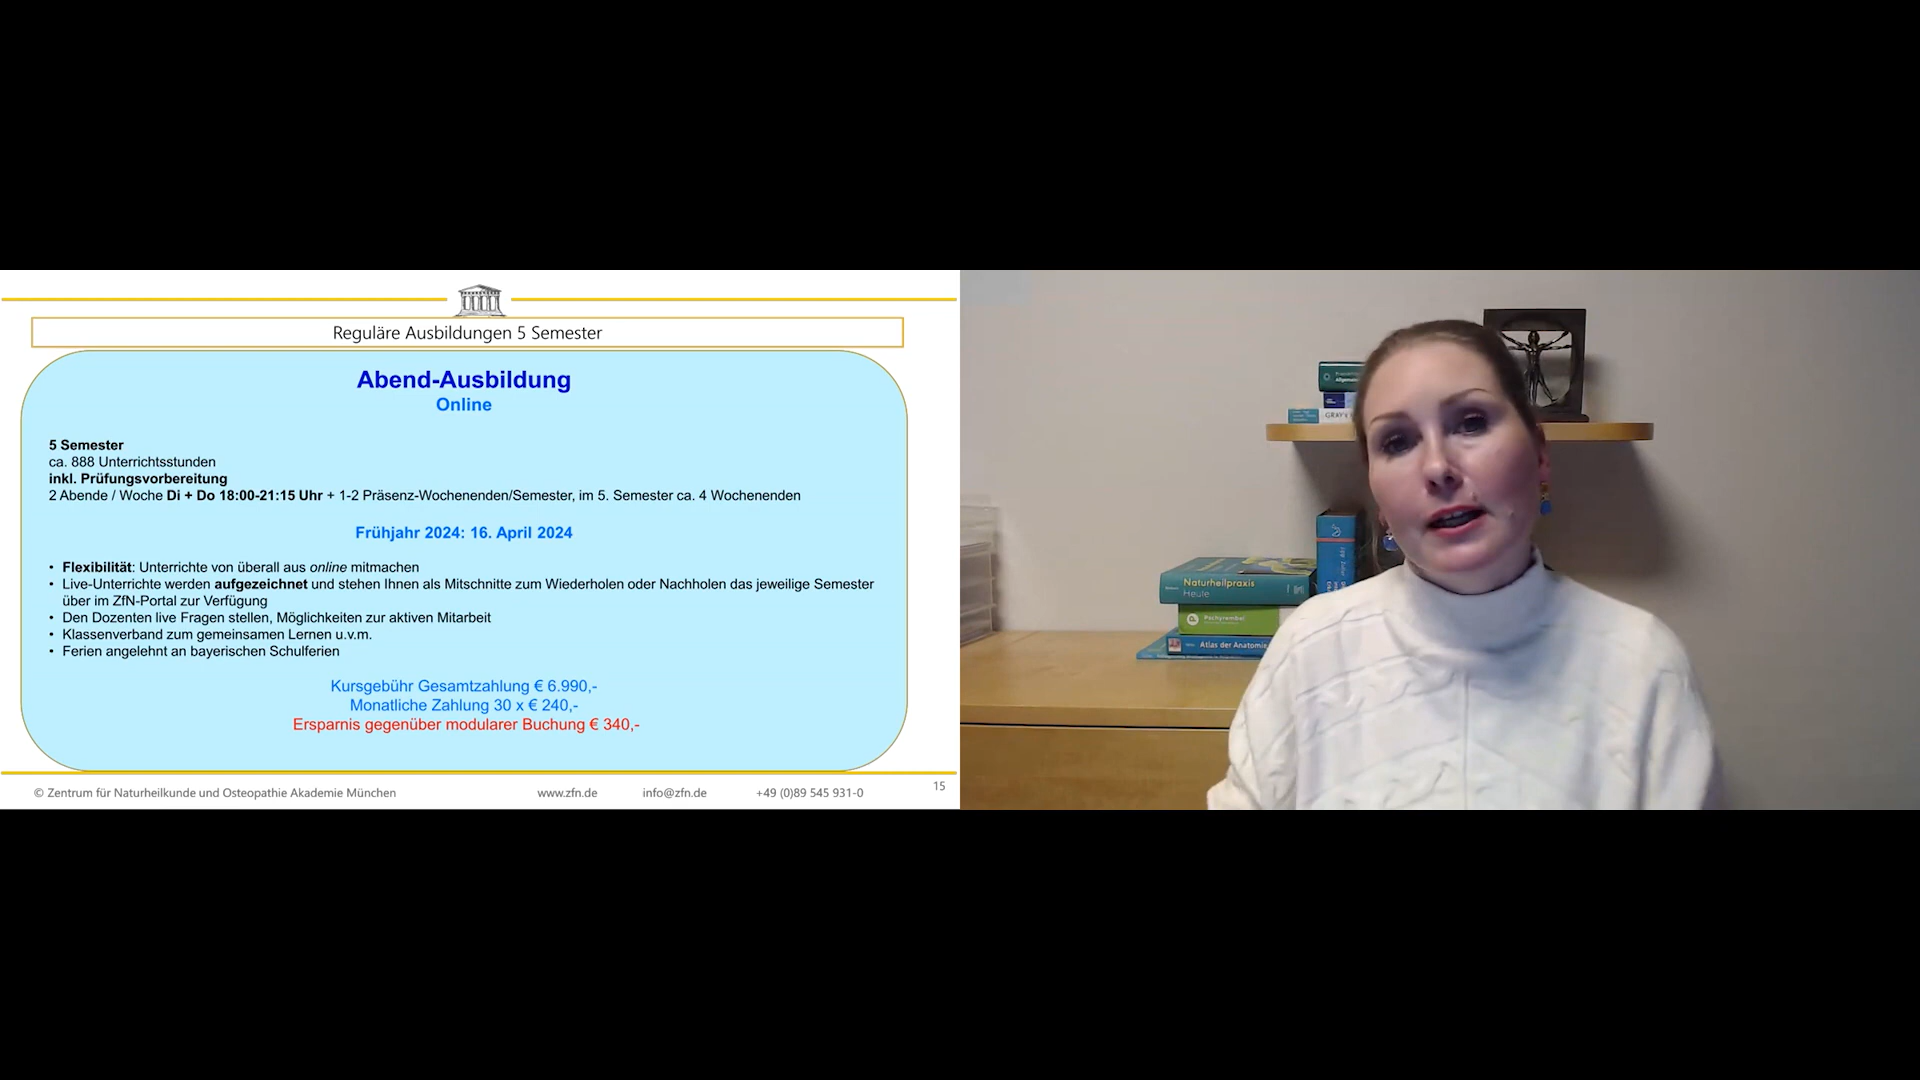 Reguläre Ausbildungen 5 Semester
Abend-Ausbildung
Online
5 Semester
ca. 888 Unterrichtsstunden
inkl. Prüfungsvorbereitung
2 Abende / Woche Di + Do 18:00-21:15 Uhr + 1-2 Präsenz-Wochenenden/Semester, im 5. Semester ca. 4 Wochenenden
Frühjahr 2024: 16. April 2024
• Flexibilität: Unterrichte von überall aus online mitmachen
• Live-Unterrichte werden aufgezeichnet und stehen Ihnen als Mitschnitte zum Wiederholen oder Nachholen das jeweilige Semester
über im ZfN-Portal zur Verfügung
• Den Dozenten live Fragen stellen, Möglichkeiten zur aktiven Mitarbeit
• Klassenverband zum gemeinsamen Lernen u.v.m.
• Ferien angelehnt an bayerischen Schulferien
Kursgebühr Gesamtzahlung € 6.990,-
Monatliche Zahlung 30 x € 240,-
Ersparnis gegenüber modularer Buchung € 340,-
© Zentrum für Naturheilkunde und Osteopathie Akademie München
www.zfn.de
info@zfn.de
+49 (0)89 545 931-0
15
Naturheilpraxis
Heute
Pschyrembel
Atlas der Anatomie